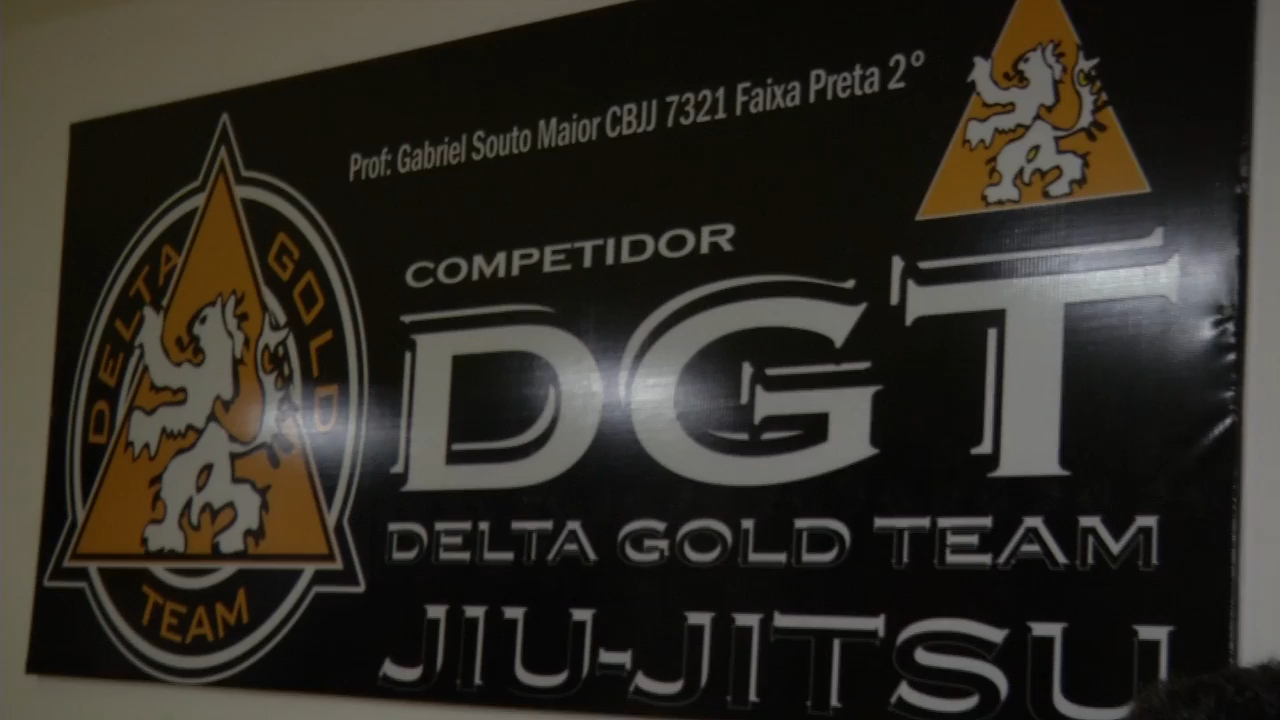 Prof: Gabriel Souto Maior CBJJ 7321 Faixa Preta 2°
COMPETIDOR
DGT
DELTA GOLD TEAM
JIU-JITSU
DELTA GOLD
TEAM